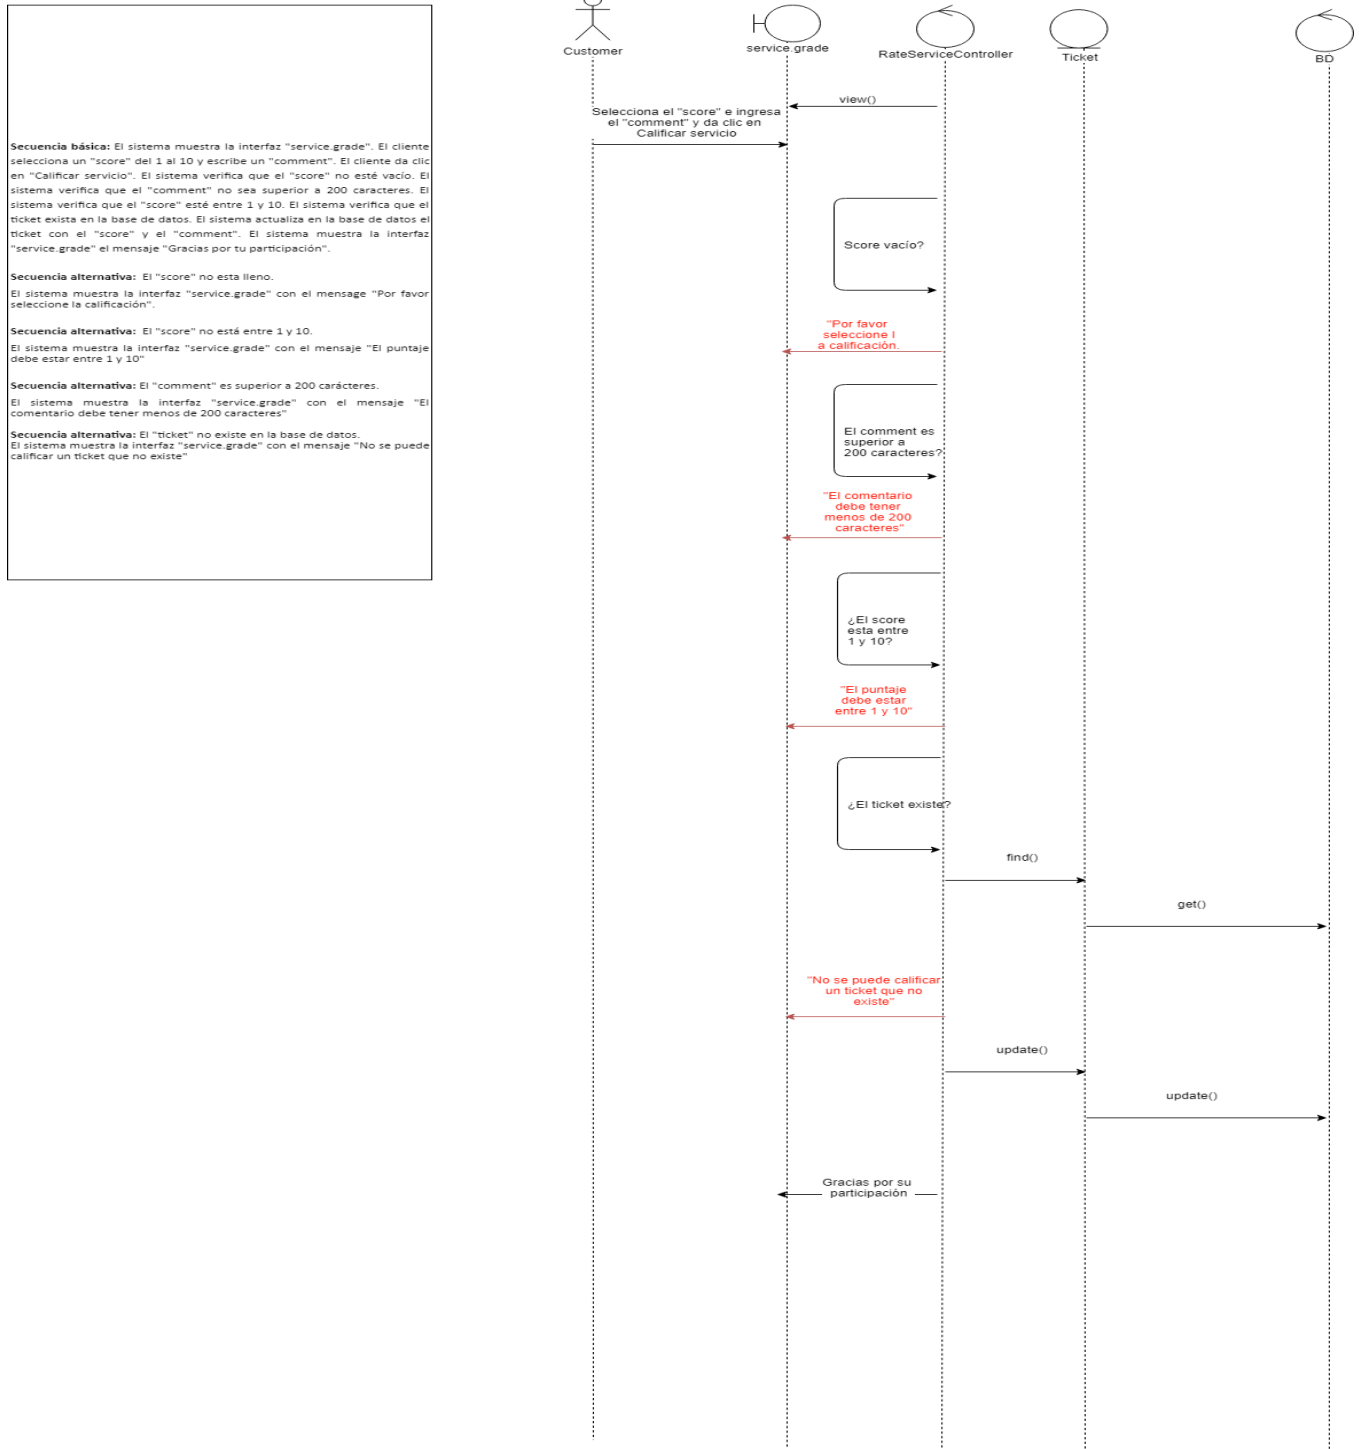 Secuencia básica: El sistema muestra la interfaz "service.grade". El cliente
selecciona un "score" del 1 al 10 y escribe un "comment". El cliente da clic
en "Calificar servicio". El sistema verifica que el "score" no esté vacío. El
sistema verifica que el "comment" no sea superior a 200 caracteres. El
sistema verifica que el "score" esté entre 1 y 10. El sistema verifica que el
ticket exista en la base de datos. El sistema actualiza en la base de datos el
ticket con el "score" y el "comment". El sistema muestra la interfaz
"service.grade" el mensaje "Gracias por tu participación".
Secuencia alternativa: El "score" no esta lleno.
El sistema muestra la interfaz "service.grade" con el mensage "Por favor
seleccione la calificación".
Secuencia alternativa: El "score" no está entre 1 y 10.
El sistema muestra la interfaz "service.grade" con el mensaje "El puntaje
debe estar entre 1 y 10"
Secuencia alternativa: El "comment" es superior a 200 carácteres.
El sistema muestra la interfaz "service.grade" con el mensaje "El
comentario debe tener menos de 200 caracteres"
Secuencia alternativa: El "ticket" no existe en la base de datos.
El sistema muestra la interfaz "service.grade" con el mensaje "No se puede
calificar un ticket que no existe"
Customer
service.grade
RateServiceController
Ticket
BD
view()
Selecciona el "score" e ingresa
el "comment" y da clic en
Calificar servicio
Score vacío?
"Por favor
seleccione l
a calificación.
El comment es
superior a
200 caracteres?
"El comentario
debe tener
menos de 200
caracteres"
¿El score
esta entre
1 y 10?
"El puntaje
debe estar
entre 1 y 10"
¿El ticket existe?
find()
get()
"No se puede calificar
un ticket que no
existe"
update()
update()
Gracias por su
participación